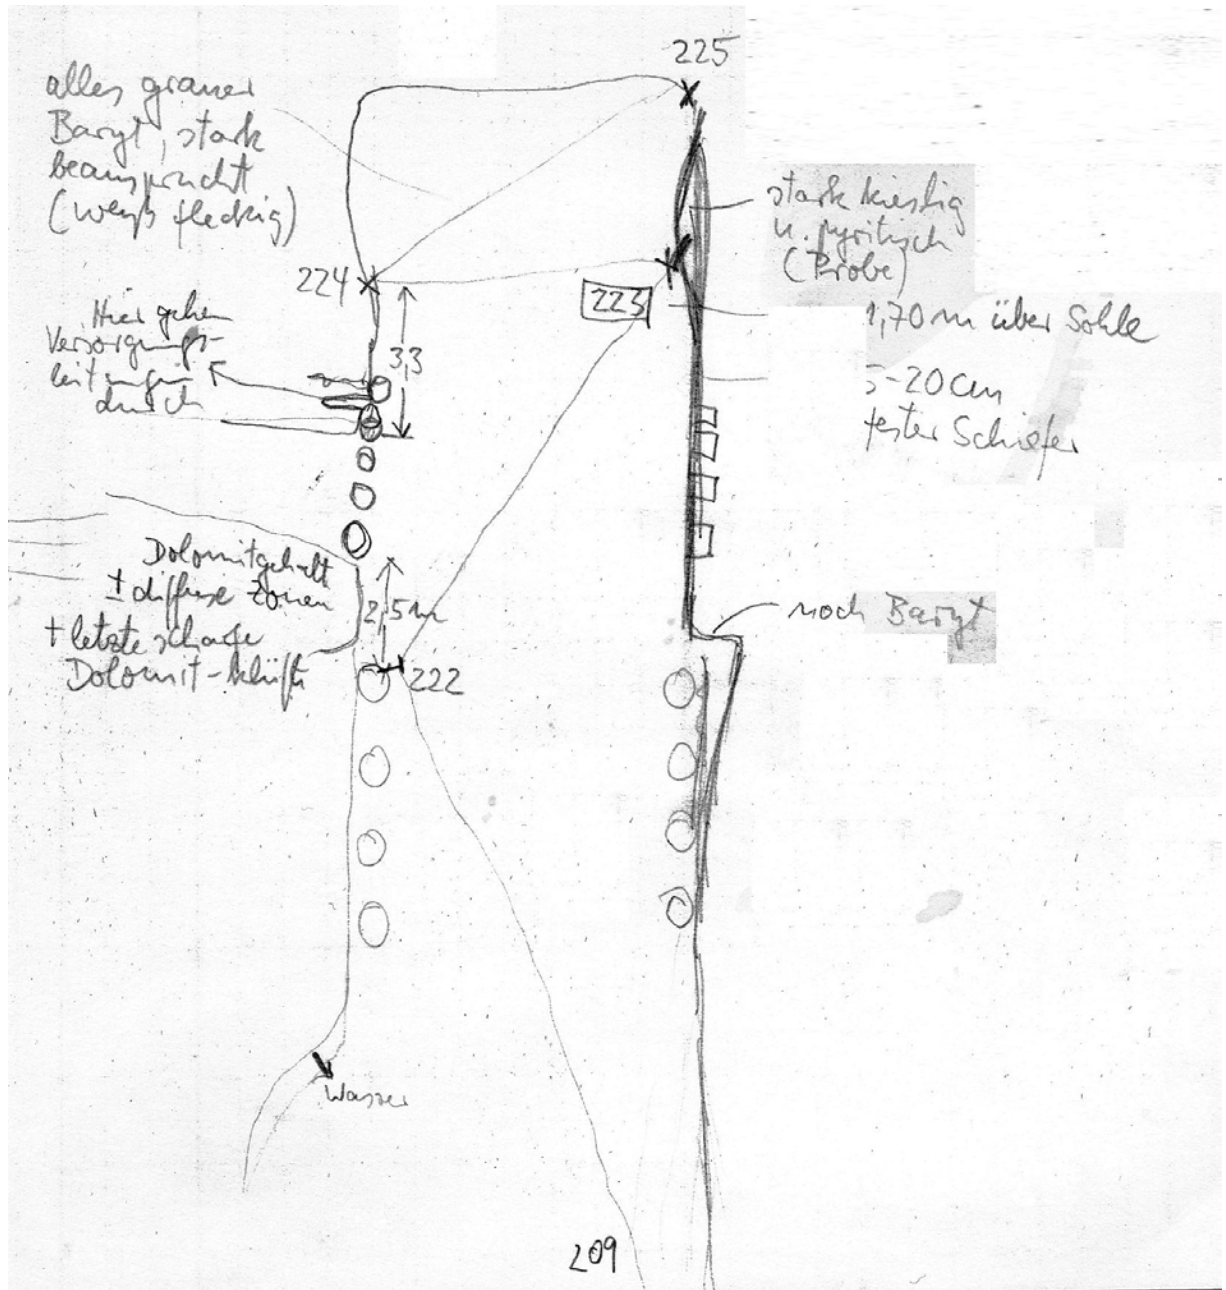 225
alles grauer
Baryt, stark
beansprucht
(weiß fleckig)
stark kiesig
u. pyritisch
(Probe)
224
223
Hier gehen
Versorgungs-
leitungen
durch
3,3
1,70 m über Sohle
5-20 cm
fester Schiefer
Dolomitgehalt
± diffuse Zonen
+ letzte scharfe
Dolomit-klüfte
2,5 m
noch Baryt
222
Wasser
209